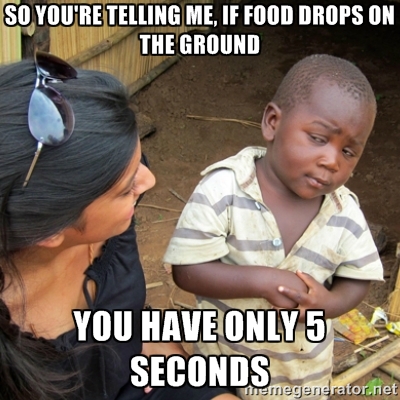 SO YOU'RE TELLING ME, IF FOOD DROPS ON
THE GROUND
YOU HAVE ONLY 5
SECONDS
memegenerator.net